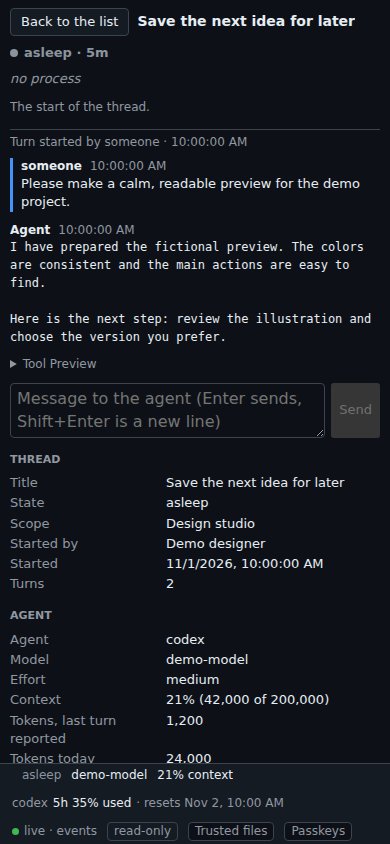 Back to the list Save the next idea for later
asleep · 5m
no process
The start of the thread.
Turn started by someone · 10:00:00 AM
someone 10:00:00 AM
Please make a calm, readable preview for the demo
project.
Agent 10:00:00 AM
I have prepared the fictional preview. The colors
are consistent and the main actions are easy to
find.
Here is the next step: review the illustration and
choose the version you prefer.
Tool Preview
Message to the agent (Enter sends,
Shift+Enter is a new line)
Send
THREAD
Title Save the next idea for later
State asleep
Scope Design studio
Started by Demo designer
Started 11/1/2026, 10:00:00 AM
Turns 2
AGENT
Agent codex
Model demo-model
Effort medium
Context 21% (42,000 of 200,000)
Tokens, last turn 1,200
reported
Tokens today 24,000
asleep demo-model 21% context
codex 5h 35% used · resets Nov 2, 10:00 AM
live · events read-only Trusted files Passkeys